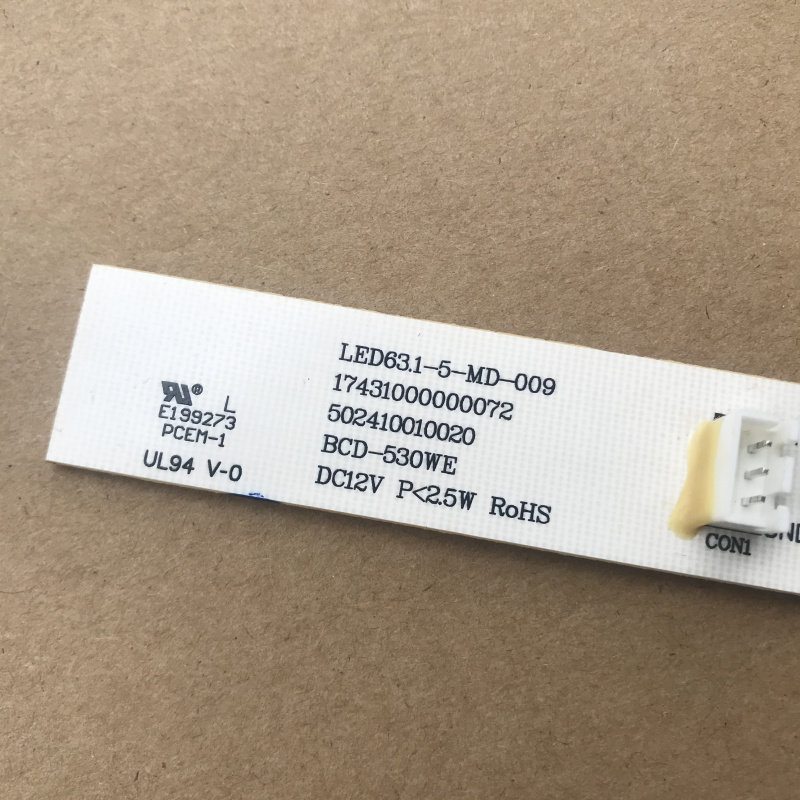 LED63.1-5-MD-009
17431000000072
502410010020
BCD-530WE
DC12V P<2.5W RoHS
L
E199273
PCEM-1
UL94 V-0
CON1